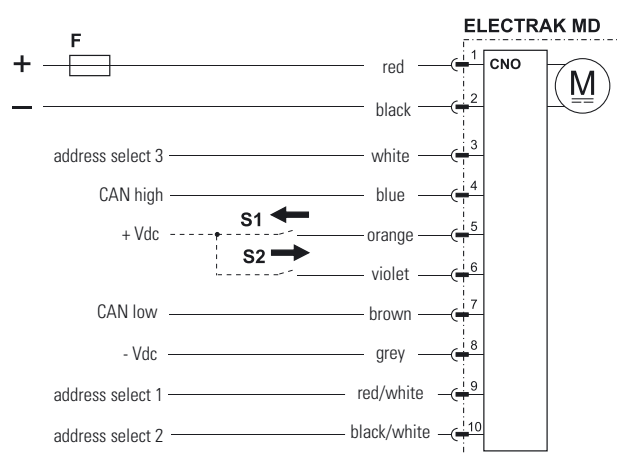 ELECTRAK MD
F
+ red 1 CNO M
− black 2
address select 3 white 3
CAN high blue 4
S1
+ Vdc orange 5
S2
violet 6
CAN low brown 7
- Vdc grey 8
address select 1 red/white 9
address select 2 black/white 10